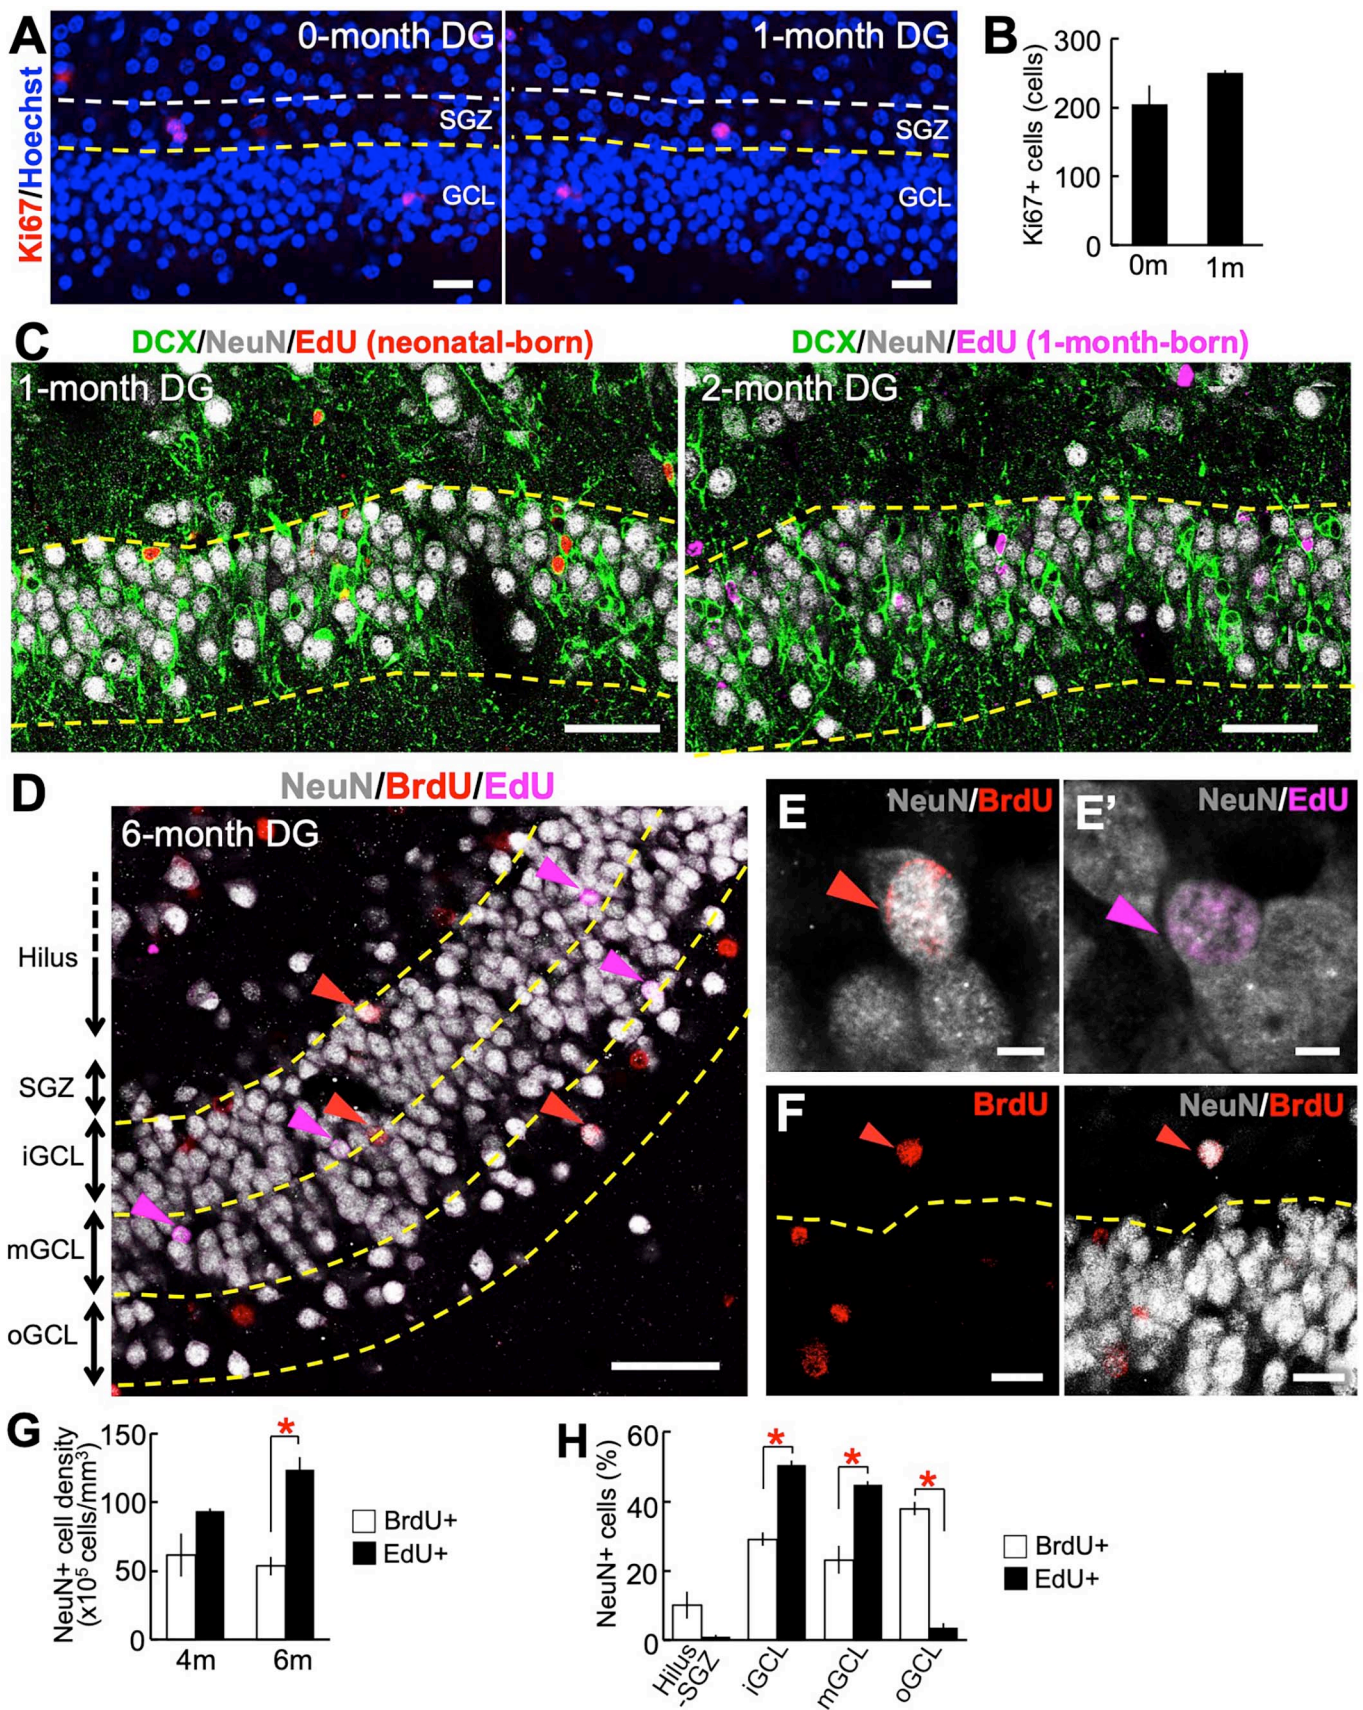 A
Ki67/Hoechst
0-month DG
SGZ
GCL
1-month DG
SGZ
GCL
B
Ki67+ cells (cells)
300
200
100
0
0m
1m
C
DCX/NeuN/EdU (neonatal-born)
1-month DG
DCX/NeuN/EdU (1-month-born)
2-month DG
D
NeuN/BrdU/EdU
6-month DG
Hilus
SGZ
iGCL
mGCL
oGCL
E
NeuN/BrdU
E’
NeuN/EdU
F
BrdU
NeuN/BrdU
G
NeuN+ cell density
(x10⁵ cells/mm³)
150
100
50
0
*
4m
6m
BrdU+
EdU+
H
NeuN+ cells (%)
60
40
20
0
*
*
*
Hilus
-SGZ
iGCL
mGCL
oGCL
BrdU+
EdU+